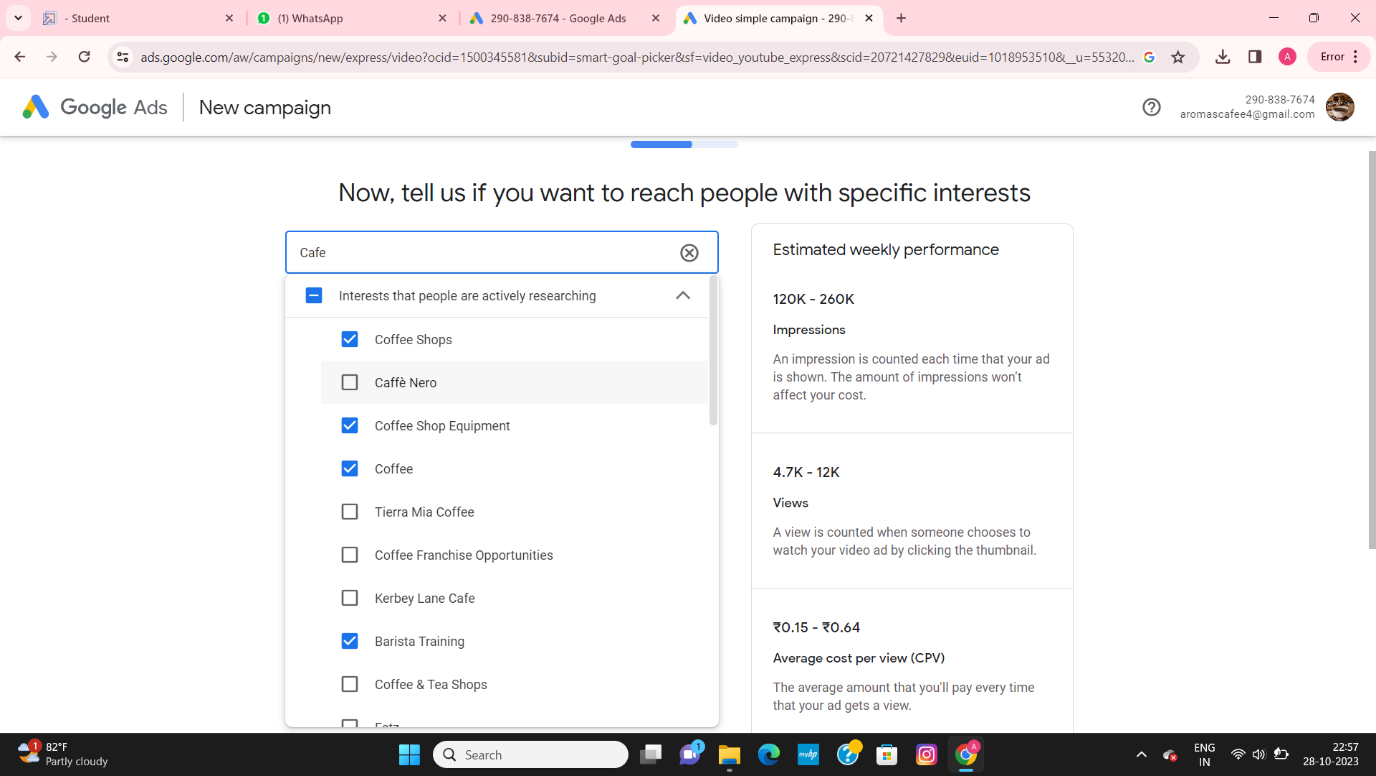 - Student
1
(1) WhatsApp
290-838-7674 - Google Ads
Video simple campaign - 290-8
ads.google.com/aw/campaigns/new/express/video?ocid=1500345581&subid=smart-goal-picker&sf=video_youtube_express&scid=20721427829&euid=1018953510&__u=55320...
A
Error
Google Ads
New campaign
290-838-7674
aromascafee4@gmail.com
Now, tell us if you want to reach people with specific interests
Cafe
Interests that people are actively researching
Coffee Shops
Caffè Nero
Coffee Shop Equipment
Coffee
Tierra Mia Coffee
Coffee Franchise Opportunities
Kerbey Lane Cafe
Barista Training
Coffee & Tea Shops
Estimated weekly performance
120K - 260K
Impressions
An impression is counted each time that your ad
is shown. The amount of impressions won't
affect your cost.
4.7K - 12K
Views
A view is counted when someone chooses to
watch your video ad by clicking the thumbnail.
₹0.15 - ₹0.64
Average cost per view (CPV)
The average amount that you'll pay every time
that your ad gets a view.
1
82°F
Partly cloudy
Search
1
myhp
A
ENG
IN
22:57
28-10-2023